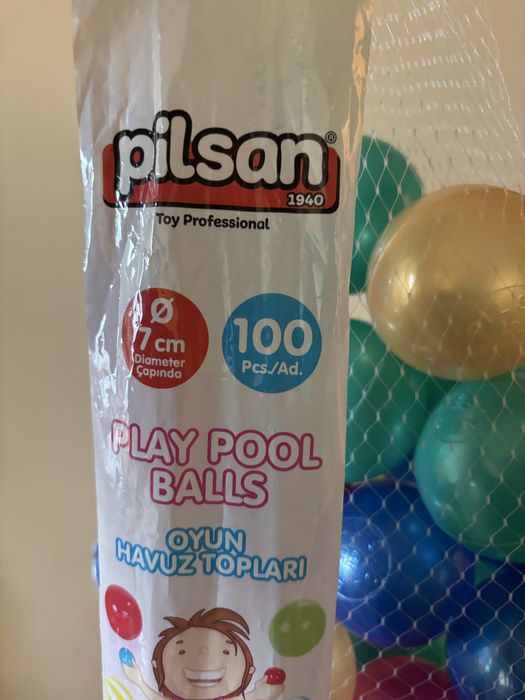 pilsan®
1940
Toy Professional
Ø
7 cm
Diameter
Çapında
100
Pcs./Ad.
PLAY POOL
BALLS
OYUN
HAVUZ TOPLARI